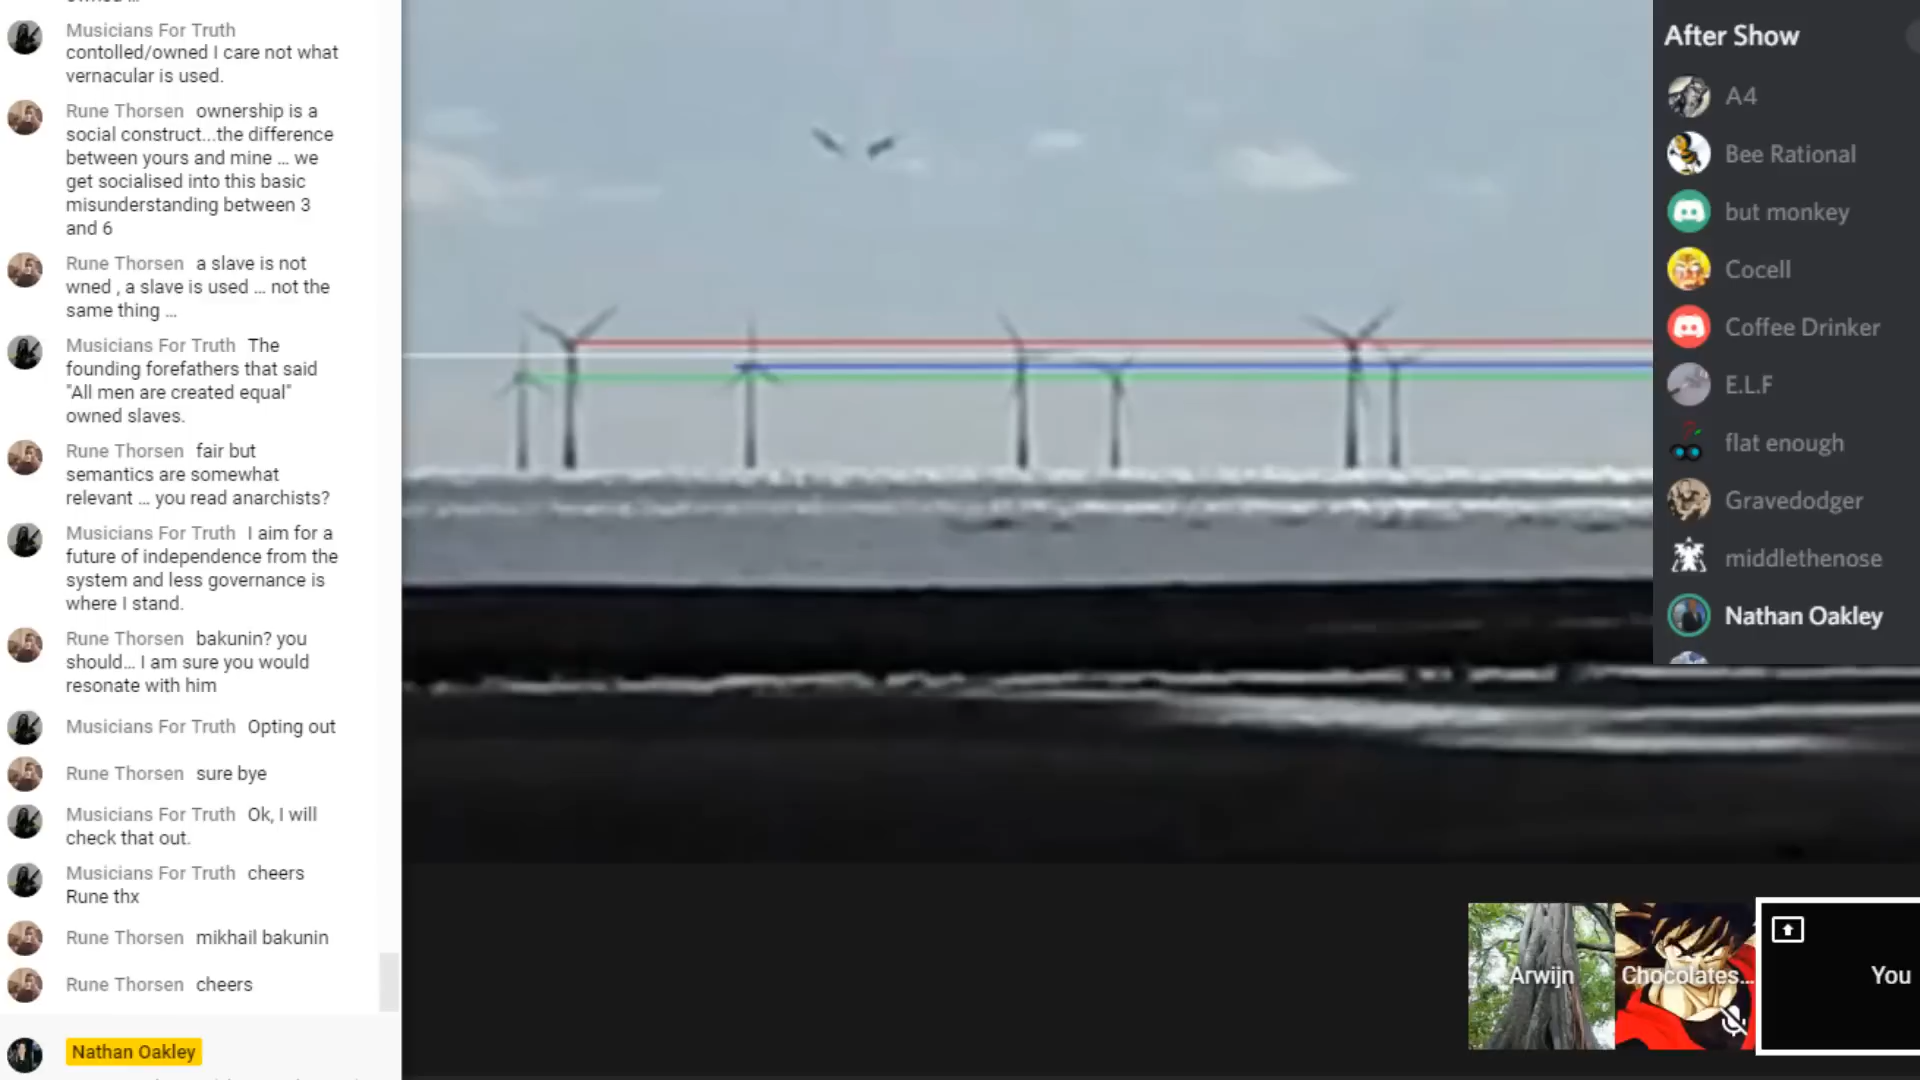 Musicians For Truth
contolled/owned I care not what
vernacular is used.
Rune Thorsen ownership is a
social construct...the difference
between yours and mine ... we
get socialised into this basic
misunderstanding between 3
and 6
Rune Thorsen a slave is not
wned , a slave is used ... not the
same thing ...
Musicians For Truth The
founding forefathers that said
"All men are created equal"
owned slaves.
Rune Thorsen fair but
semantics are somewhat
relevant ... you read anarchists?
Musicians For Truth I aim for a
future of independence from the
system and less governance is
where I stand.
Rune Thorsen bakunin? you
should... I am sure you would
resonate with him
Musicians For Truth Opting out
Rune Thorsen sure bye
Musicians For Truth Ok, I will
check that out.
Musicians For Truth cheers
Rune thx
Rune Thorsen mikhail bakunin
Rune Thorsen cheers
Nathan Oakley
After Show
A4
Bee Rational
but monkey
Cocell
Coffee Drinker
E.L.F
flat enough
Gravedodger
middlethenose
Nathan Oakley
Arwijn
Chocolates...
You